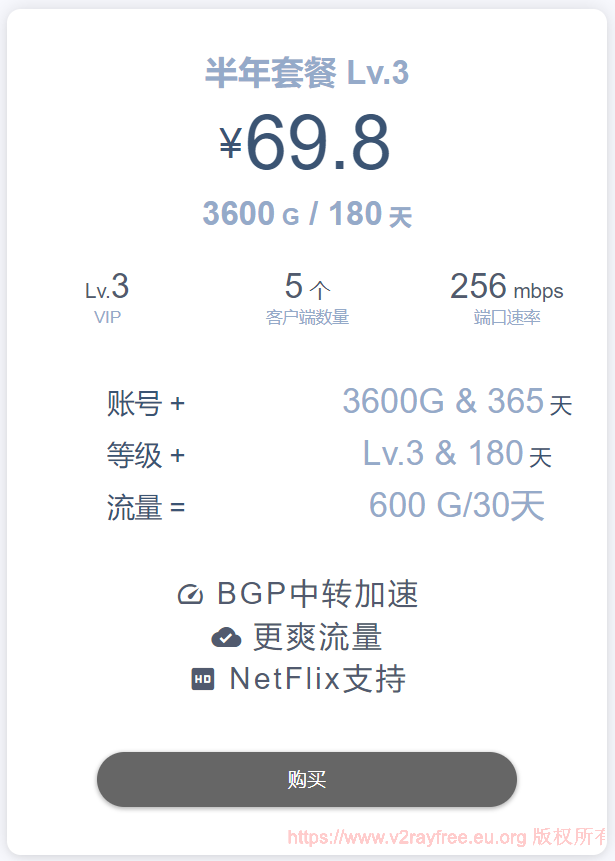 半年套餐 Lv.3
¥69.8
3600 G / 180 天
Lv.3 5 个 256 mbps
VIP 客户端数量 端口速率
账号 + 3600G & 365 天
等级 + Lv.3 & 180 天
流量 = 600 G/30天
BGP中转加速
更爽流量
HD NetFlix支持
购买
https://www.v2rayfree.eu.org 版权所有